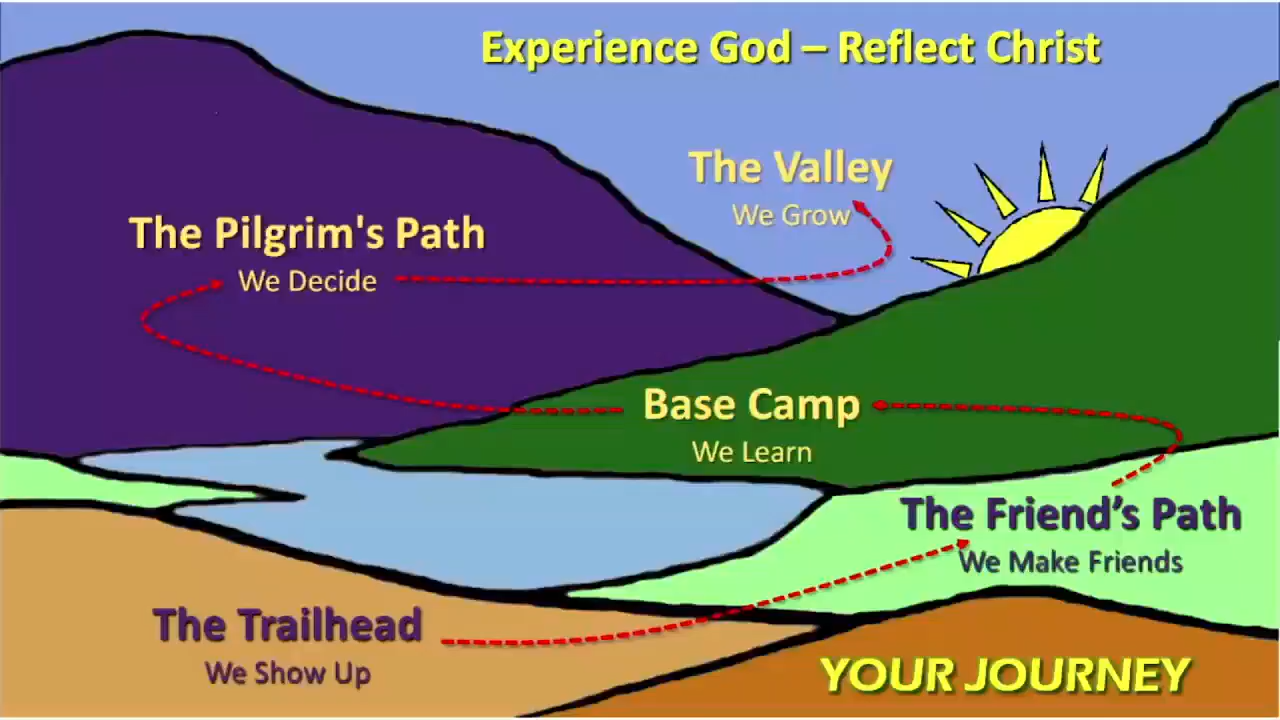 Experience God – Reflect Christ
The Valley
We Grow
The Pilgrim's Path
We Decide
Base Camp
We Learn
The Friend’s Path
We Make Friends
The Trailhead
We Show Up
YOUR JOURNEY